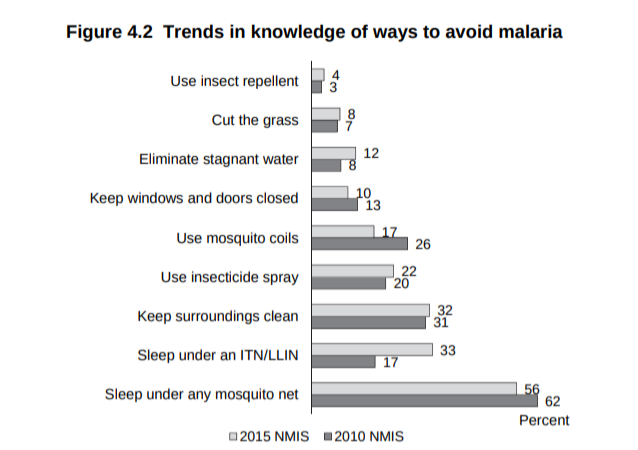 Figure 4.2  Trends in knowledge of ways to avoid malaria
Use insect repellent 4
3
Cut the grass 8
7
Eliminate stagnant water 12
8
Keep windows and doors closed 10
13
Use mosquito coils 17
26
Use insecticide spray 22
20
Keep surroundings clean 32
31
Sleep under an ITN/LLIN 33
17
Sleep under any mosquito net 56
62
Percent
2015 NMIS 2010 NMIS